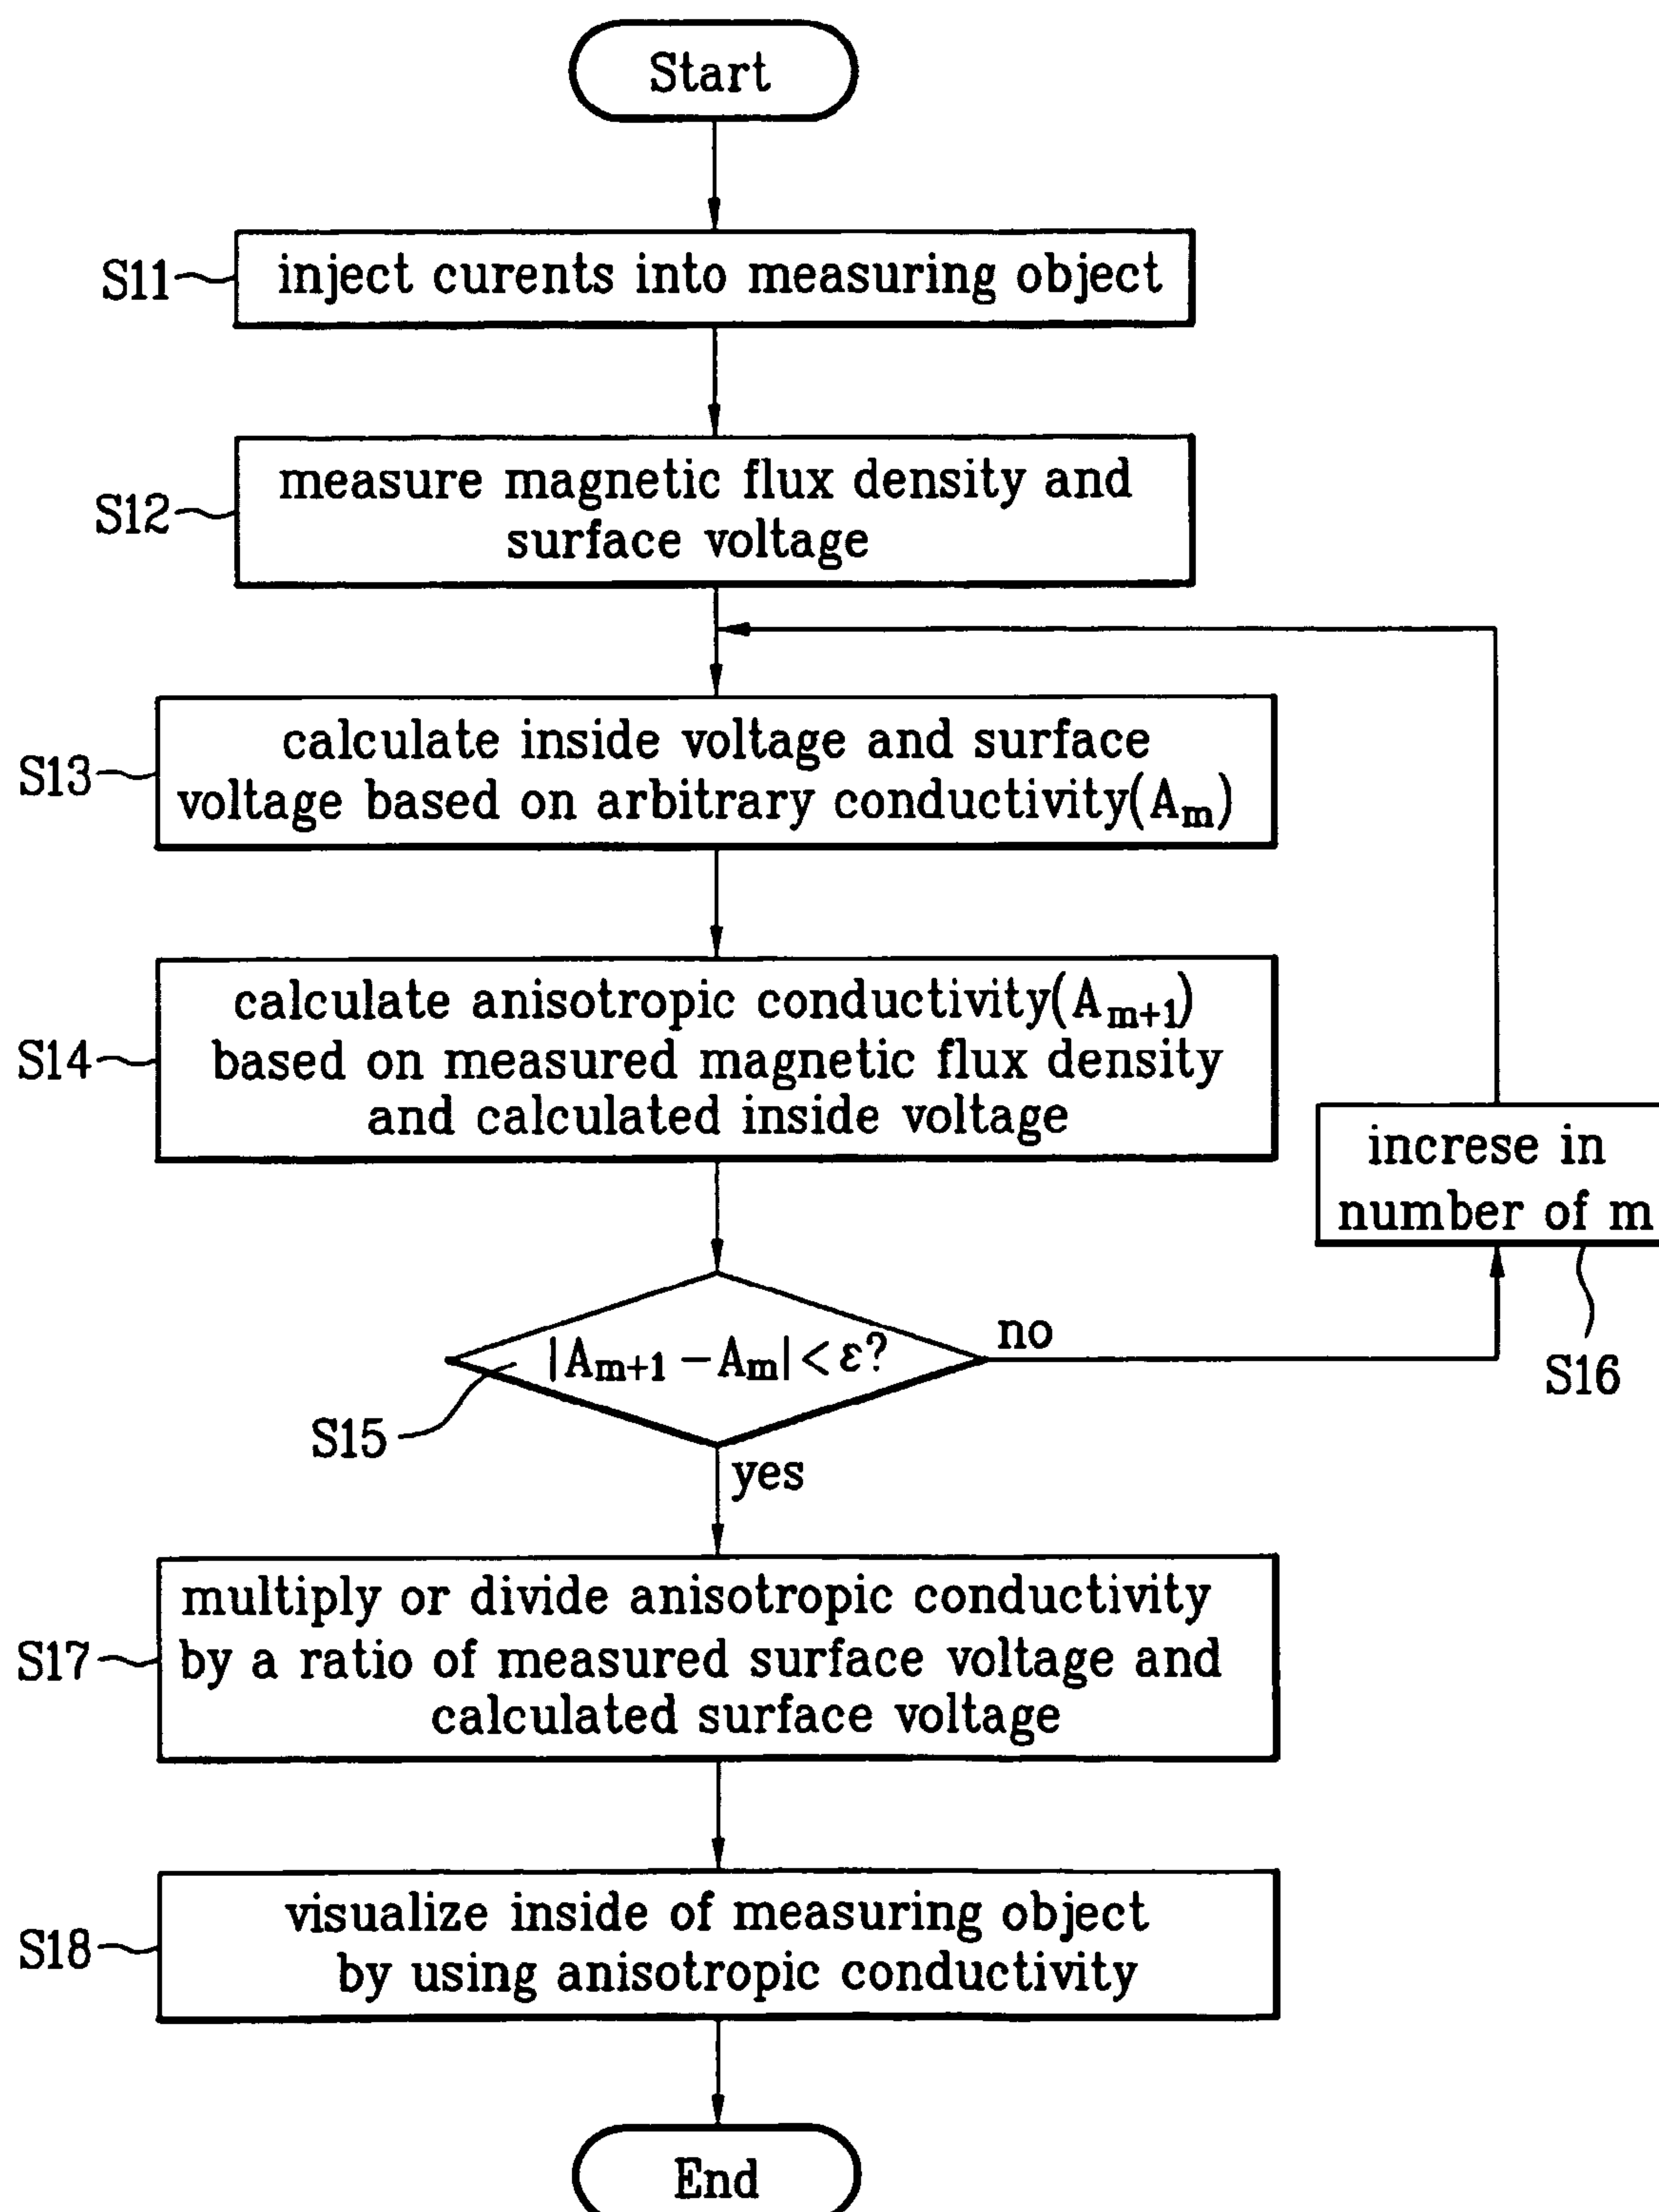 Start
S11
inject curents into measuring object
S12
measure magnetic flux density and
surface voltage
S13
calculate inside voltage and surface
voltage based on arbitrary conductivity(Am)
S14
calculate anisotropic conductivity(Am+1)
based on measured magnetic flux density
and calculated inside voltage
increse in
number of m
S16
|Am+1 − Am| < ε?
no
S15
yes
S17
multiply or divide anisotropic conductivity
by a ratio of measured surface voltage and
calculated surface voltage
S18
visualize inside of measuring object
by using anisotropic conductivity
End